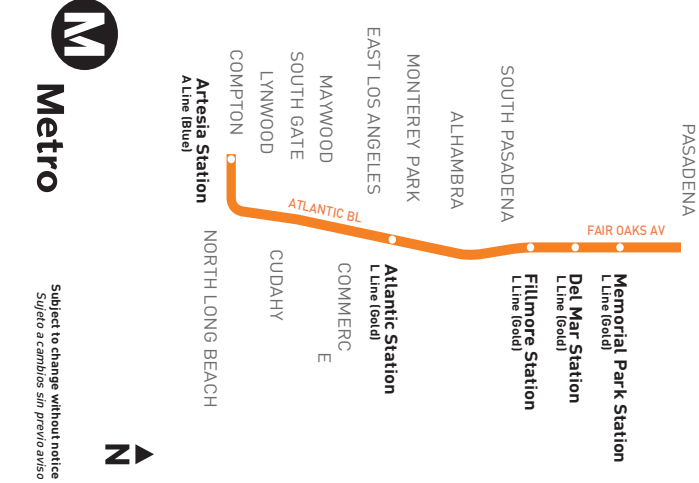 M
Metro
PASADENA
FAIR OAKS AV
Memorial Park Station
L Line (Gold)
Del Mar Station
L Line (Gold)
Fillmore Station
L Line (Gold)
SOUTH PASADENA
ALHAMBRA
MONTEREY PARK
EAST LOS ANGELES
Atlantic Station
L Line (Gold)
ATLANTIC BL
COMMERC
E
MAYWOOD
SOUTH GATE
CUDAHY
LYNWOOD
COMPTON
Artesia Station
A Line (Blue)
NORTH LONG BEACH
N
Subject to change without notice
Sujeto a cambios sin previo aviso